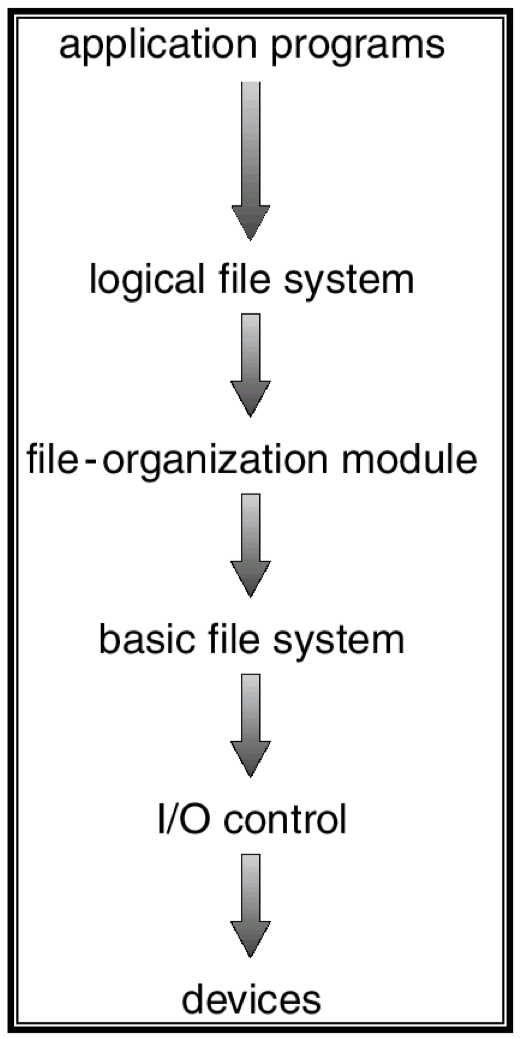 application programs
logical file system
file-organization module
basic file system
I/O control
devices